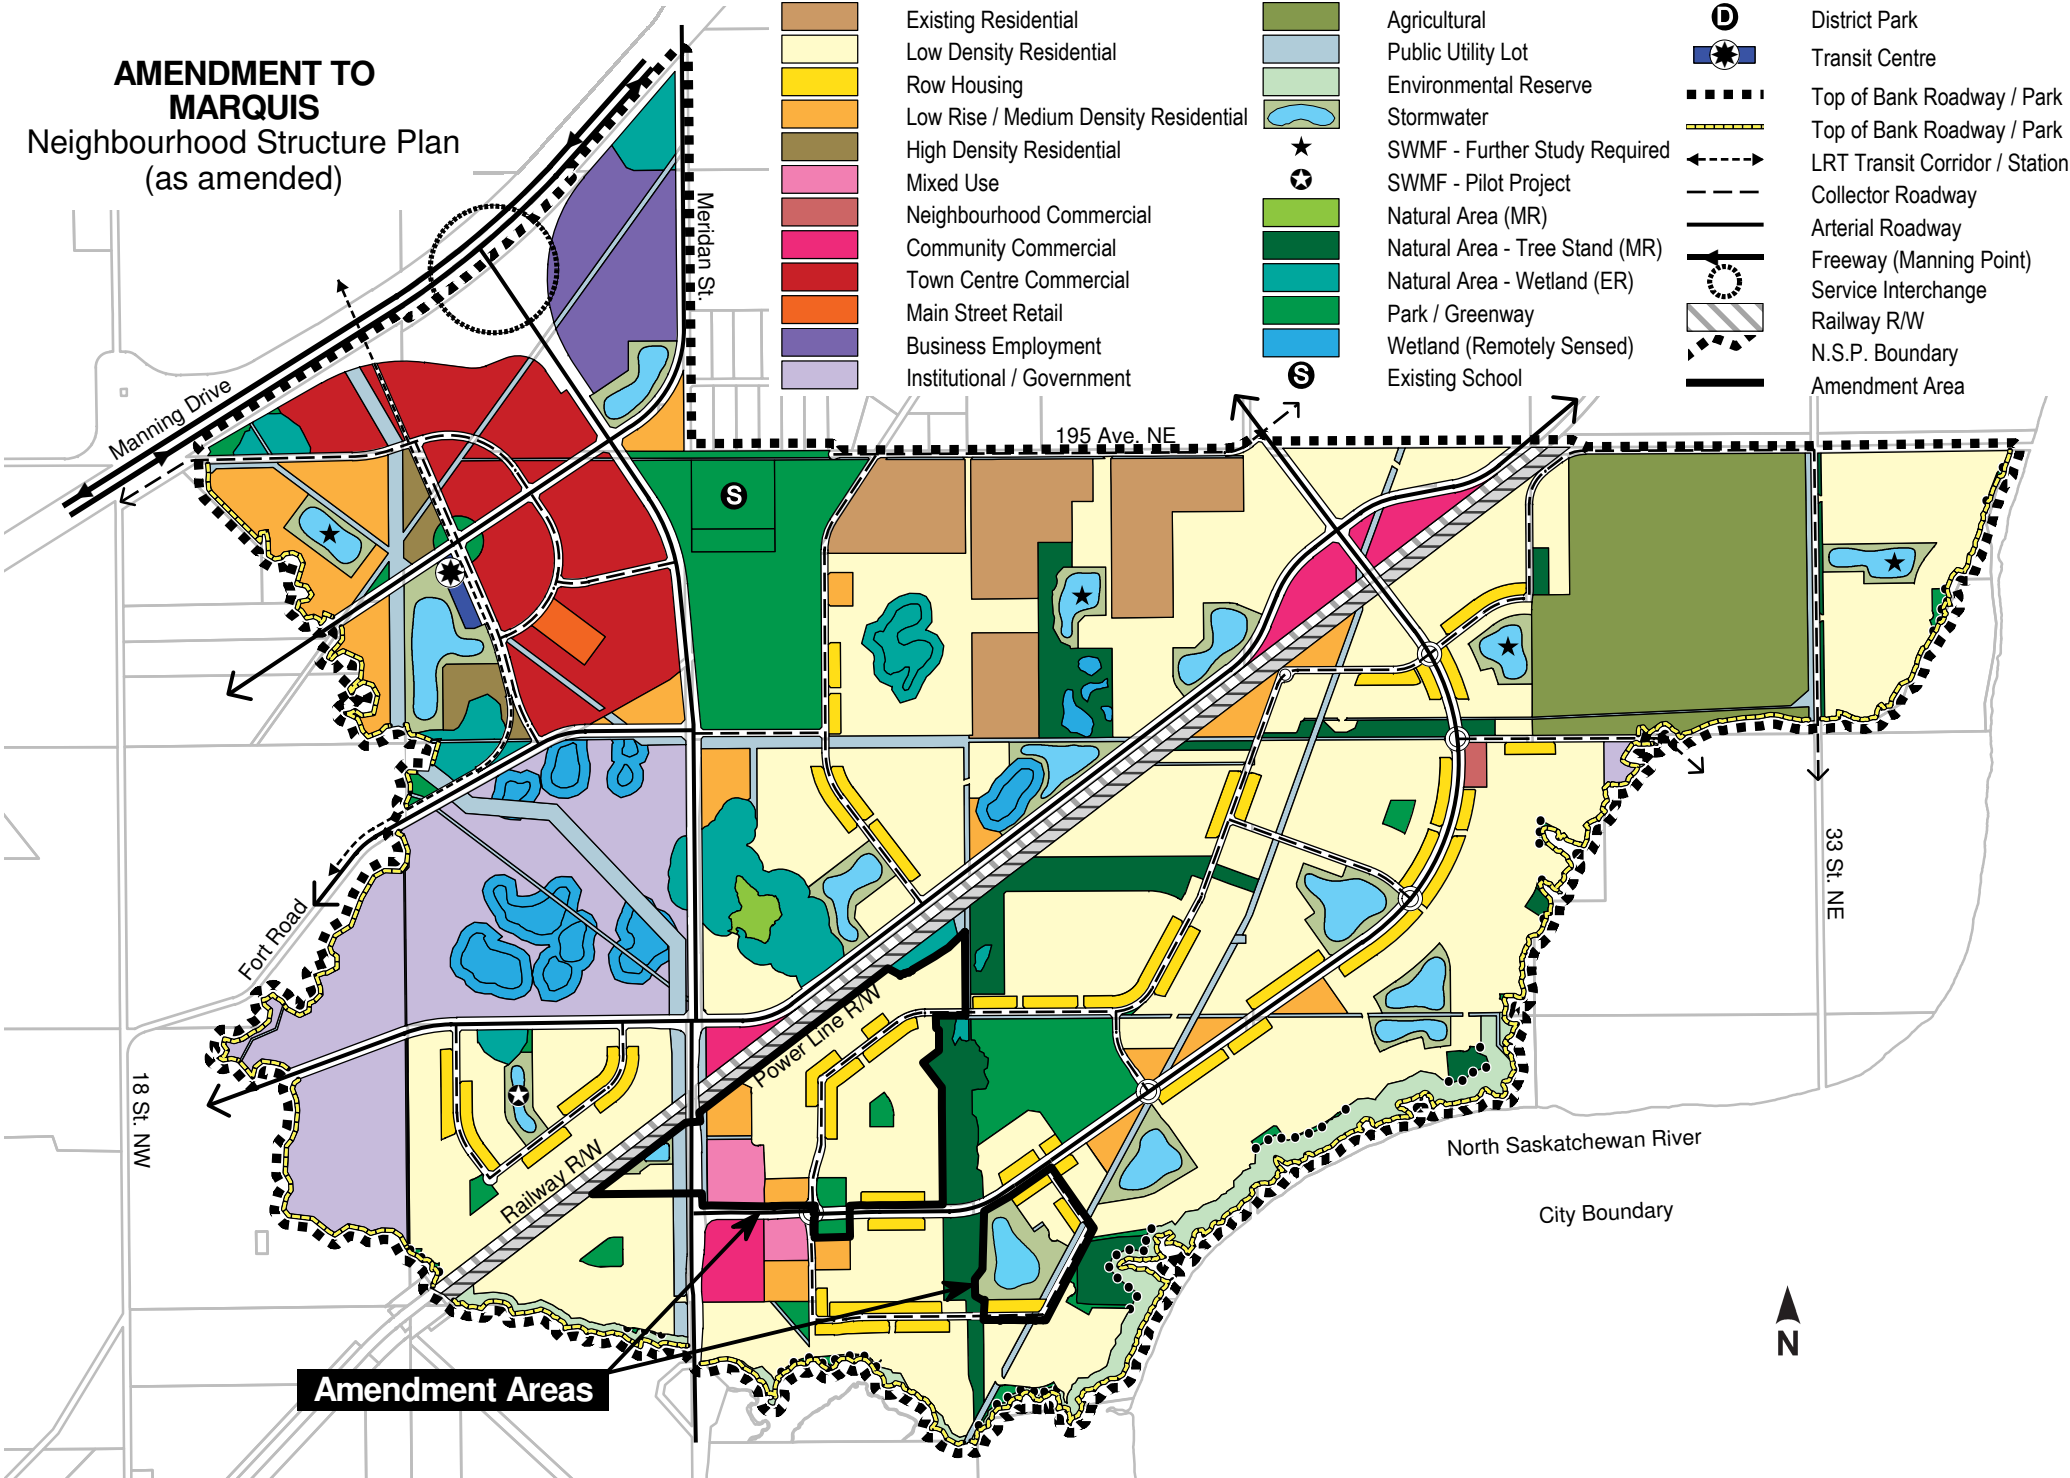 AMENDMENT TO
MARQUIS
Neighbourhood Structure Plan
(as amended)
Existing Residential
Low Density Residential
Row Housing
Low Rise / Medium Density Residential
High Density Residential
Mixed Use
Neighbourhood Commercial
Community Commercial
Town Centre Commercial
Main Street Retail
Business Employment
Institutional / Government
Agricultural
Public Utility Lot
Environmental Reserve
Stormwater
SWMF - Further Study Required
SWMF - Pilot Project
Natural Area (MR)
Natural Area - Tree Stand (MR)
Natural Area - Wetland (ER)
Park / Greenway
Wetland (Remotely Sensed)
S Existing School
D District Park
Transit Centre
Top of Bank Roadway / Park
Top of Bank Roadway / Park
LRT Transit Corridor / Station
Collector Roadway
Arterial Roadway
Freeway (Manning Point)
Service Interchange
Railway R/W
N.S.P. Boundary
Amendment Area
Meridan St.
Manning Drive
195 Ave. NE
S
33 St. NE
Fort Road
Power Line R/W
18 St. NW
Railway R/W
North Saskatchewan River
City Boundary
Amendment Areas
N